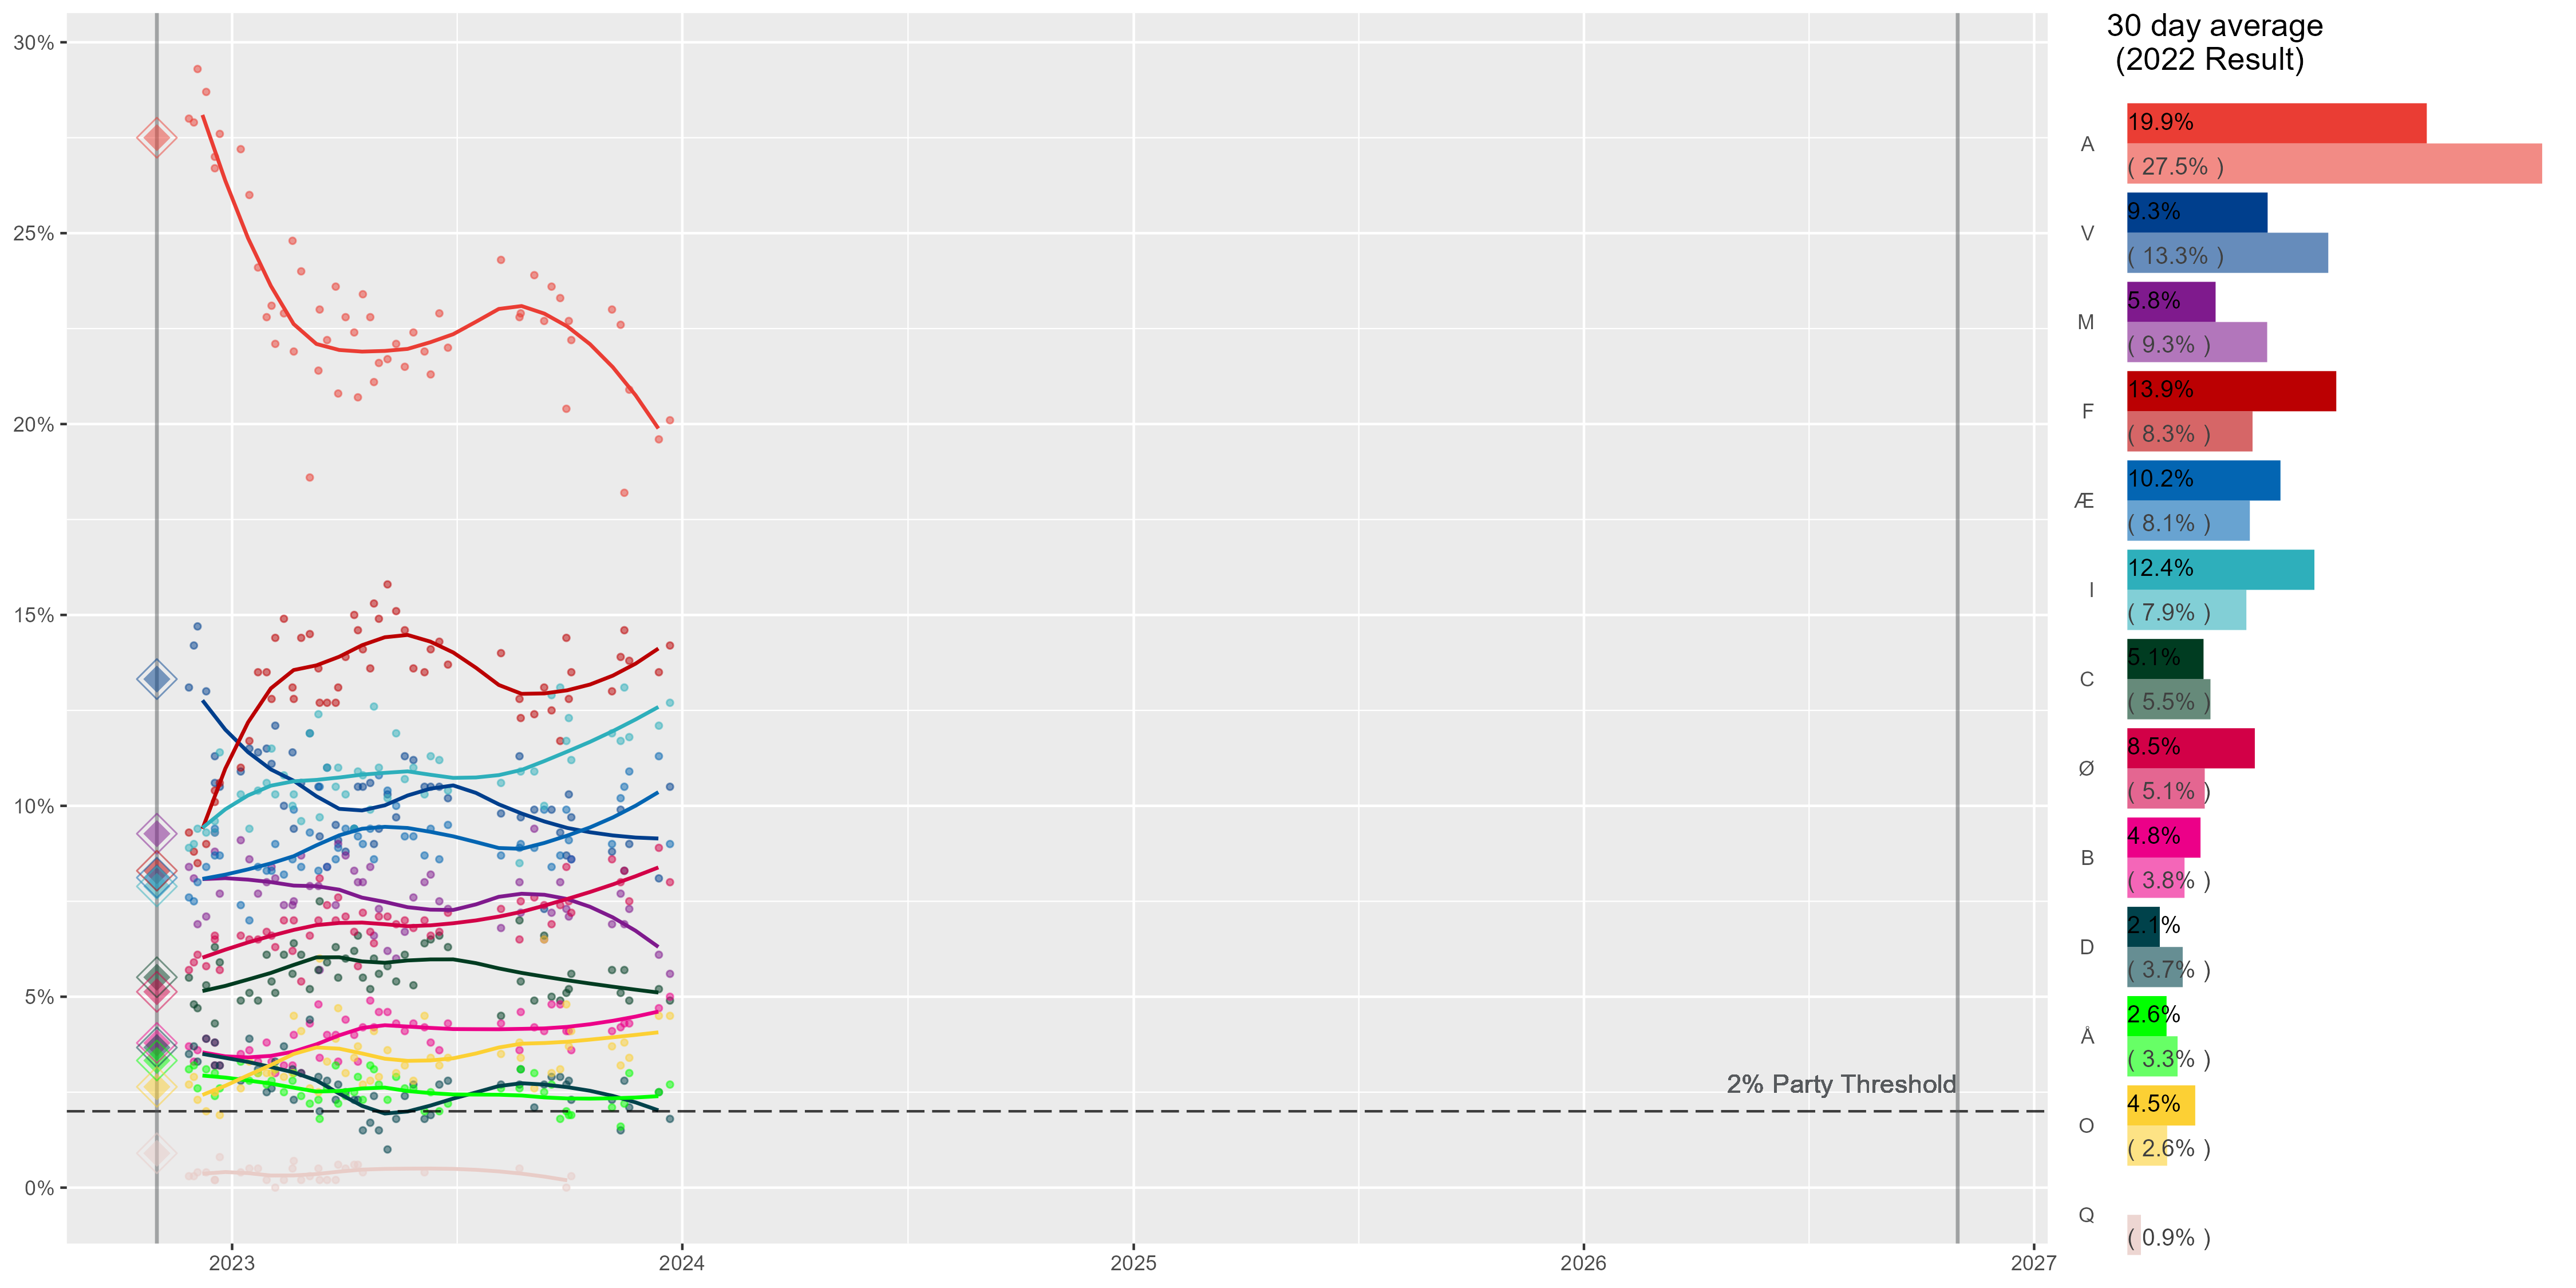 30%
25%
20%
15%
10%
5%
0%
2023
2024
2025
2026
2027
2% Party Threshold
30 day average
(2022 Result)
A
19.9%
( 27.5% )
V
9.3%
( 13.3% )
M
5.8%
( 9.3% )
F
13.9%
( 8.3% )
Æ
10.2%
( 8.1% )
I
12.4%
( 7.9% )
C
5.1%
( 5.5% )
Ø
8.5%
( 5.1% )
B
4.8%
( 3.8% )
D
2.1%
( 3.7% )
Å
2.6%
( 3.3% )
O
4.5%
( 2.6% )
Q
( 0.9% )